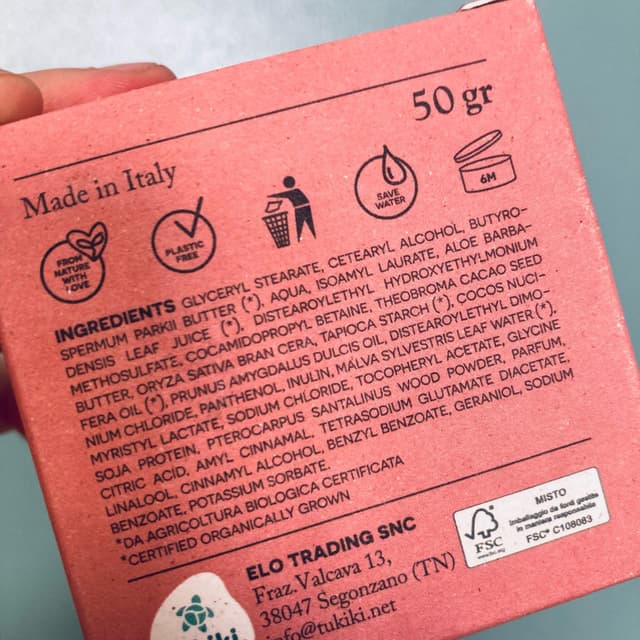 50 gr
Made in Italy
FROM
NATURE
WITH
LOVE
PLASTIC
FREE
SAVE
WATER
6M
INGREDIENTS GLYCERYL STEARATE, CETEARYL ALCOHOL, BUTYRO-
SPERMUM PARKII BUTTER (*), AQUA, ISOAMYL LAURATE, ALOE BARBA-
DENSIS LEAF JUICE (*), DISTEAROYLETHYL HYDROXYETHYLMONIUM
METHOSULFATE, COCAMIDOPROPYL BETAINE, THEOBROMA CACAO SEED
BUTTER, ORYZA SATIVA BRAN CERA, TAPIOCA STARCH (*), COCOS NUCI-
FERA OIL (*), PRUNUS AMYGDALUS DULCIS OIL, DISTEAROYLETHYL DIMO-
NIUM CHLORIDE, PANTHENOL, INULIN, MALVA SYLVESTRIS LEAF WATER (*),
MYRISTYL LACTATE, SODIUM CHLORIDE, TOCOPHERYL ACETATE, GLYCINE
SOJA PROTEIN, PTEROCARPUS SANTALINUS WOOD POWDER, PARFUM,
CITRIC ACID, AMYL CINNAMAL, TETRASODIUM GLUTAMATE DIACETATE,
LINALOOL, CINNAMYL ALCOHOL, BENZYL BENZOATE, GERANIOL, SODIUM
BENZOATE, POTASSIUM SORBATE.
*DA AGRICOLTURA BIOLOGICA CERTIFICATA
*CERTIFIED ORGANICALLY GROWN
ELO TRADING SNC
Fraz. Valcava 13,
38047 Segonzano (TN)
info@tukiki.net
FSC
www.fsc.org
MISTO
Imballaggio da fonti gestite
in maniera responsabile
FSC® C108063